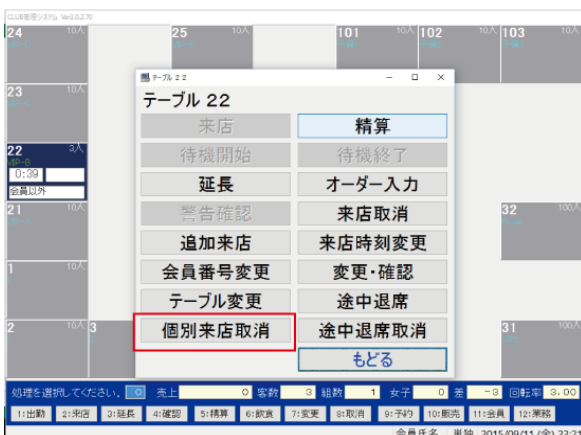 CLUB管理システム Ver3.0.2.70
24 10人 25 10人 101 10人 102 10人 103
テーブル 22
23 10人
テーブル 22
来店 精算
待機開始 待機終了
22 3人
VIP-B
0:39
会員以外
延長 オーダー入力
警告確認 来店取消
21 10人 32 100人
追加来店 来店時刻変更
会員番号変更 変更・確認
1 10人
テーブル変更 途中退席
個別来店取消 途中退席取消
2 10人 3 31 100人
もどる
処理を選択してください。 0 売上 0 客数 3 組数 1 女子 0 差 -3 回転率 3.00
1:出勤 2:来店 3:延長 4:確認 5:精算 6:飲食 7:変更 8:取消 9:予約 10:販売 11:会員 12:業務
会員氏名 単独 2015/09/11 (金) 23:21